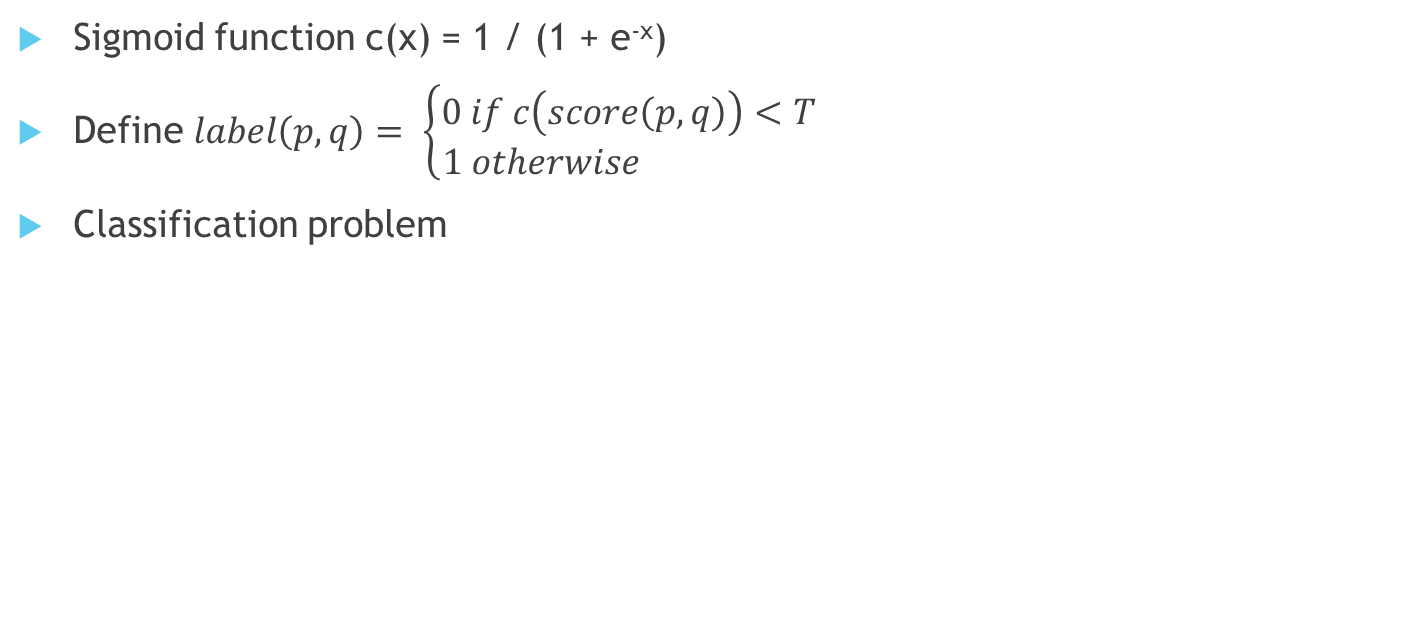 Sigmoid function c(x) = 1 / (1 + e⁻ˣ)
Define label(p, q) = {0 if c(score(p, q)) < T
1 otherwise
Classification problem